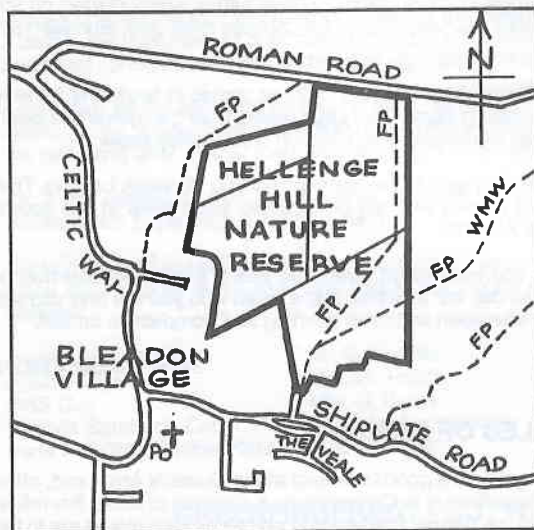 ROMAN ROAD
N
FP
FP
CELTIC WAY
HELLENGE
HILL
NATURE
RESERVE
WMW
FP
FP
FP
BLEADON
VILLAGE
PO
SHIPLATE ROAD
THE VEALE